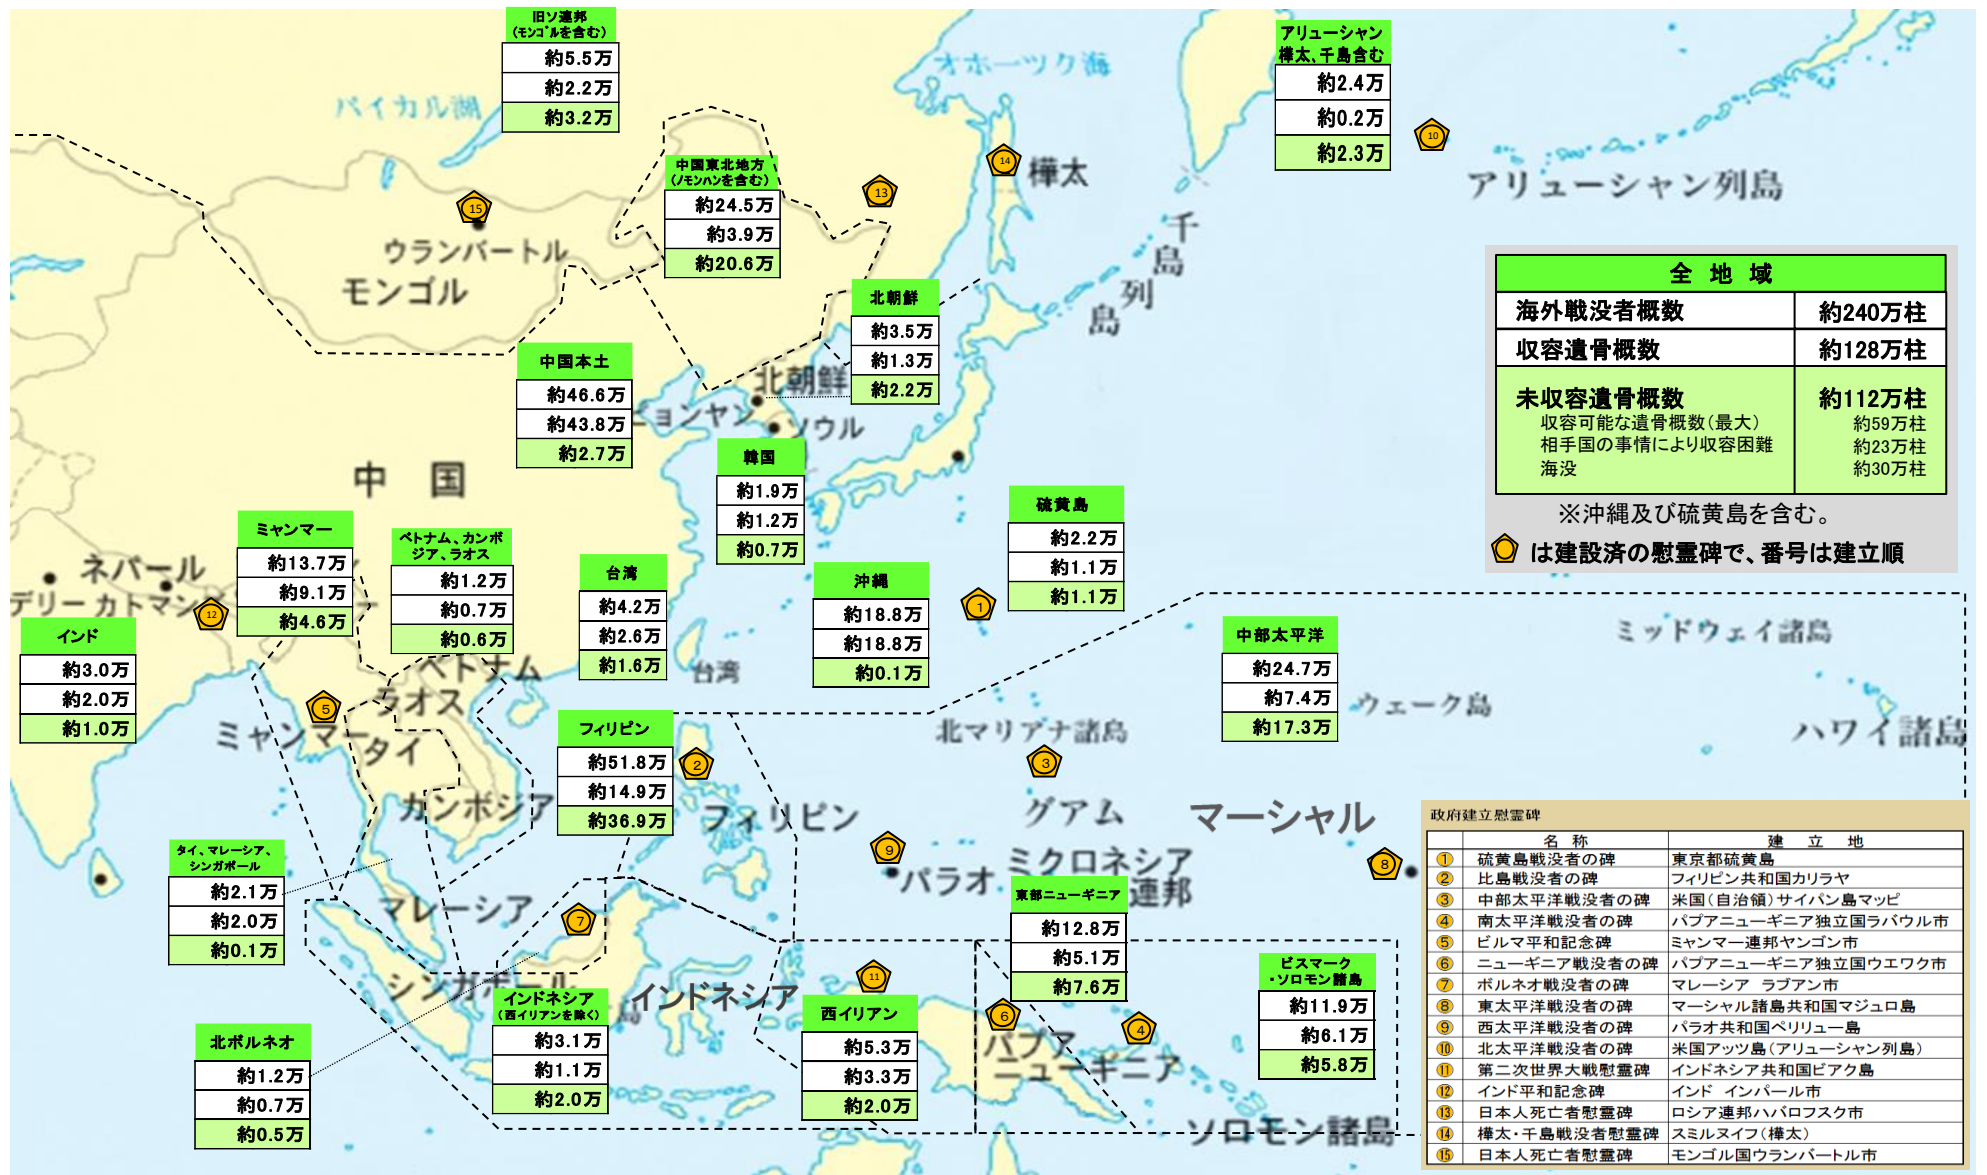 旧ソ連邦
(モンゴルを含む)
約5.5万
約2.2万
約3.2万
アリューシャン
樺太、千島含む
約2.4万
約0.2万
約2.3万
オホーツク海
バイカル湖
10
14
樺太
アリューシャン列島
中国東北地方
(ノモンハンを含む)
約24.5万
約3.9万
約20.6万
13
15
ウランバートル
モンゴル
千島列島
北朝鮮
約3.5万
約1.3万
約2.2万
全地域
海外戦没者概数 約240万柱
収容遺骨概数 約128万柱
未収容遺骨概数 約112万柱
収容可能な遺骨概数(最大) 約59万柱
相手国の事情により収容困難 約23万柱
海没 約30万柱
※沖縄及び硫黄島を含む。
は建設済の慰霊碑で、番号は建立順
中国本土
約46.6万
約43.8万
約2.7万
北朝鮮
ピョンヤン
ソウル
中国
韓国
約1.9万
約1.2万
約0.7万
硫黄島
約2.2万
約1.1万
約1.1万
1
ミャンマー
約13.7万
約9.1万
約4.6万
ベトナム、カンボ
ジア、ラオス
約1.2万
約0.7万
約0.6万
台湾
約4.2万
約2.6万
約1.6万
沖縄
約18.8万
約18.8万
約0.1万
ネパール
デリー
カトマン
12
インド
約3.0万
約2.0万
約1.0万
中部太平洋
約24.7万
約7.4万
約17.3万
ミッドウェイ諸島
ウェーク島
ハワイ諸島
台湾
ベトナム
ラオス
5
ミャンマー
タイ
カンボジア
フィリピン
約51.8万
約14.9万
約36.9万
2
フィリピン
北マリアナ諸島
3
グアム
マーシャル
8
9
パラオ
ミクロネシア
連邦
タイ、マレーシア、
シンガポール
約2.1万
約2.0万
約0.1万
マレーシア
7
シンガポール
インドネシア
島
東部ニューギニア
約12.8万
約5.1万
約7.6万
ビスマーク
・ソロモン諸島
約11.9万
約6.1万
約5.8万
北ボルネオ
約1.2万
約0.7万
約0.5万
インドネシア
(西イリアンを除く)
約3.1万
約1.1万
約2.0万
11
西イリアン
約5.3万
約3.3万
約2.0万
6
4
パプア
ニューギニア
ソロモン諸島
政府建立慰霊碑
名称 建立地
1 硫黄島戦没者の碑 東京都硫黄島
2 比島戦没者の碑 フィリピン共和国カリラヤ
3 中部太平洋戦没者の碑 米国(自治領)サイパン島マッピ
4 南太平洋戦没者の碑 パプアニューギニア独立国ラバウル市
5 ビルマ平和記念碑 ミャンマー連邦ヤンゴン市
6 ニューギニア戦没者の碑 パプアニューギニア独立国ウエワク市
7 ボルネオ戦没者の碑 マレーシア ラブアン市
8 東太平洋戦没者の碑 マーシャル諸島共和国マジュロ島
9 西太平洋戦没者の碑 パラオ共和国ペリリュー島
10 北太平洋戦没者の碑 米国アッツ島(アリューシャン列島)
11 第二次世界大戦慰霊碑 インドネシア共和国ビアク島
12 インド平和記念碑 インド インパール市
13 日本人死亡者慰霊碑 ロシア連邦ハバロフスク市
14 樺太・千島戦没者慰霊碑 スミルヌイフ(樺太)
15 日本人死亡者慰霊碑 モンゴル国ウランバートル市